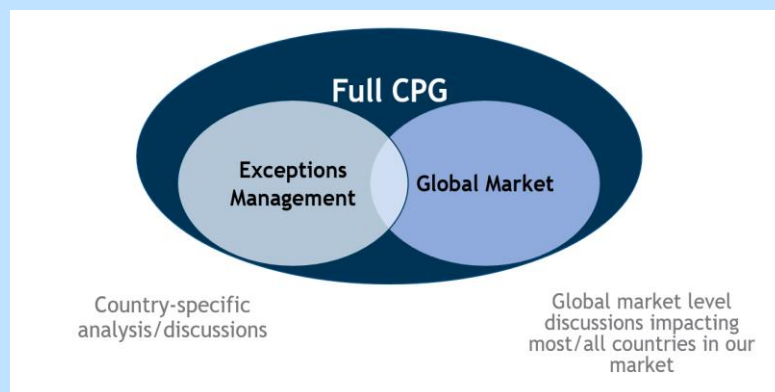 Full CPG
Exceptions
Management
Global Market
Country-specific
analysis/discussions
Global market level
discussions impacting
most/all countries in our
market